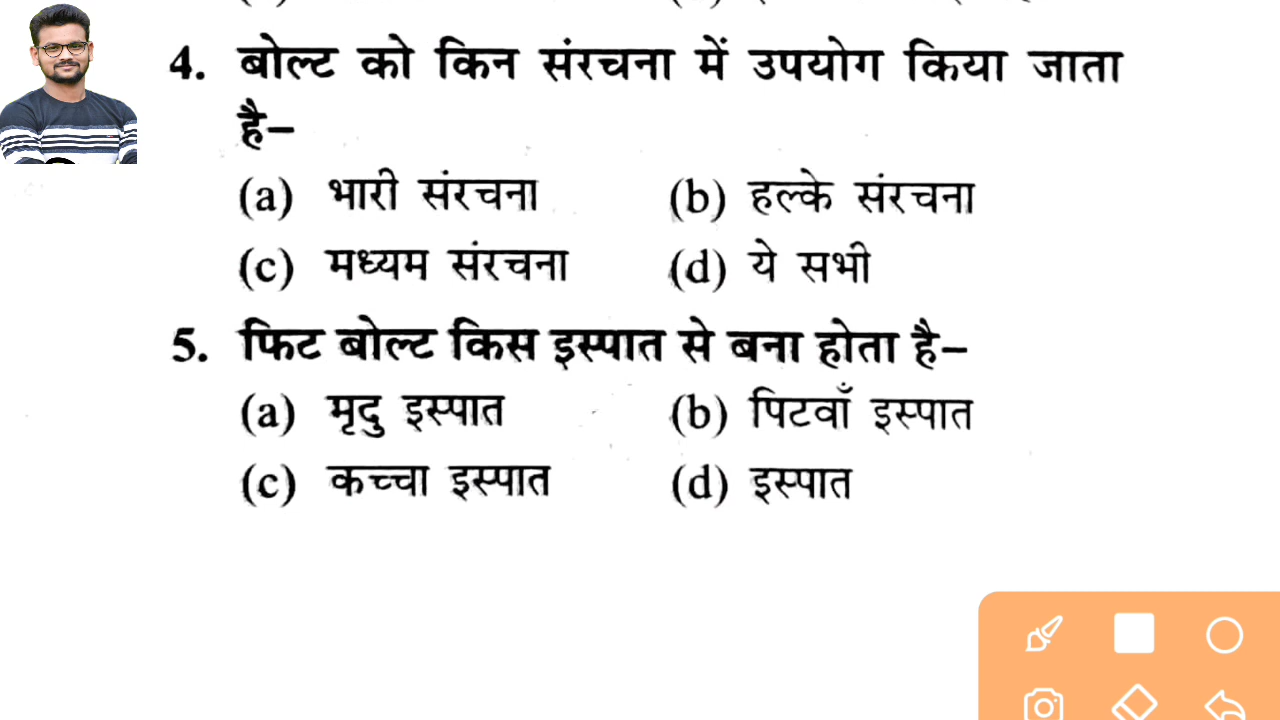 4. बोल्ट को किन संरचना में उपयोग किया जाता
है–
(a) भारी संरचना (b) हल्के संरचना
(c) मध्यम संरचना (d) ये सभी
5. फिट बोल्ट किस इस्पात से बना होता है–
(a) मृदु इस्पात (b) पिटवाँ इस्पात
(c) कच्चा इस्पात (d) इस्पात